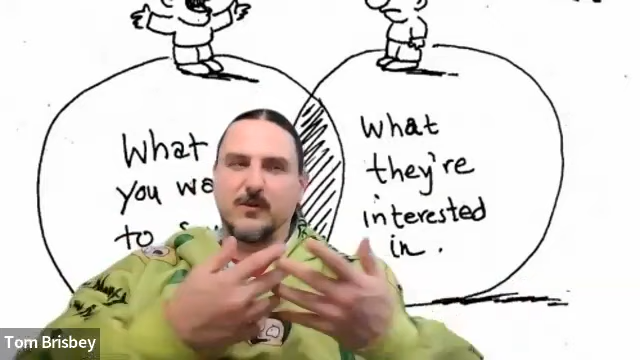 What
you
to
what
they're
interested
in.
Tom Brisbey